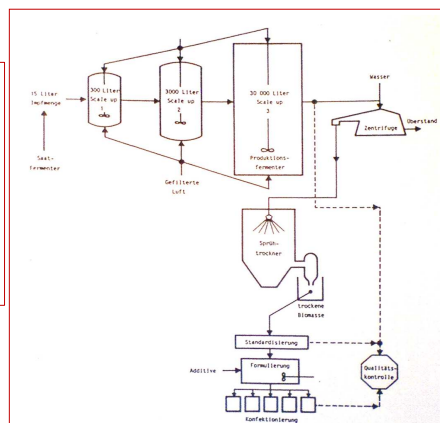 15 Liter
Impfmenge
Saat-
fermenter
300 Liter
Scale up
1
3000 Liter
Scale up
2
30 000 Liter
Scale up
3
Produktions-
fermenter
Gefilterte
Luft
Wasser
Zentrifuge
Überstand
Sprüh-
trockner
trockene
Biomasse
Standardisierung
Additive
Formulierung
Qualitäts-
kontrolle
Konfektionierung